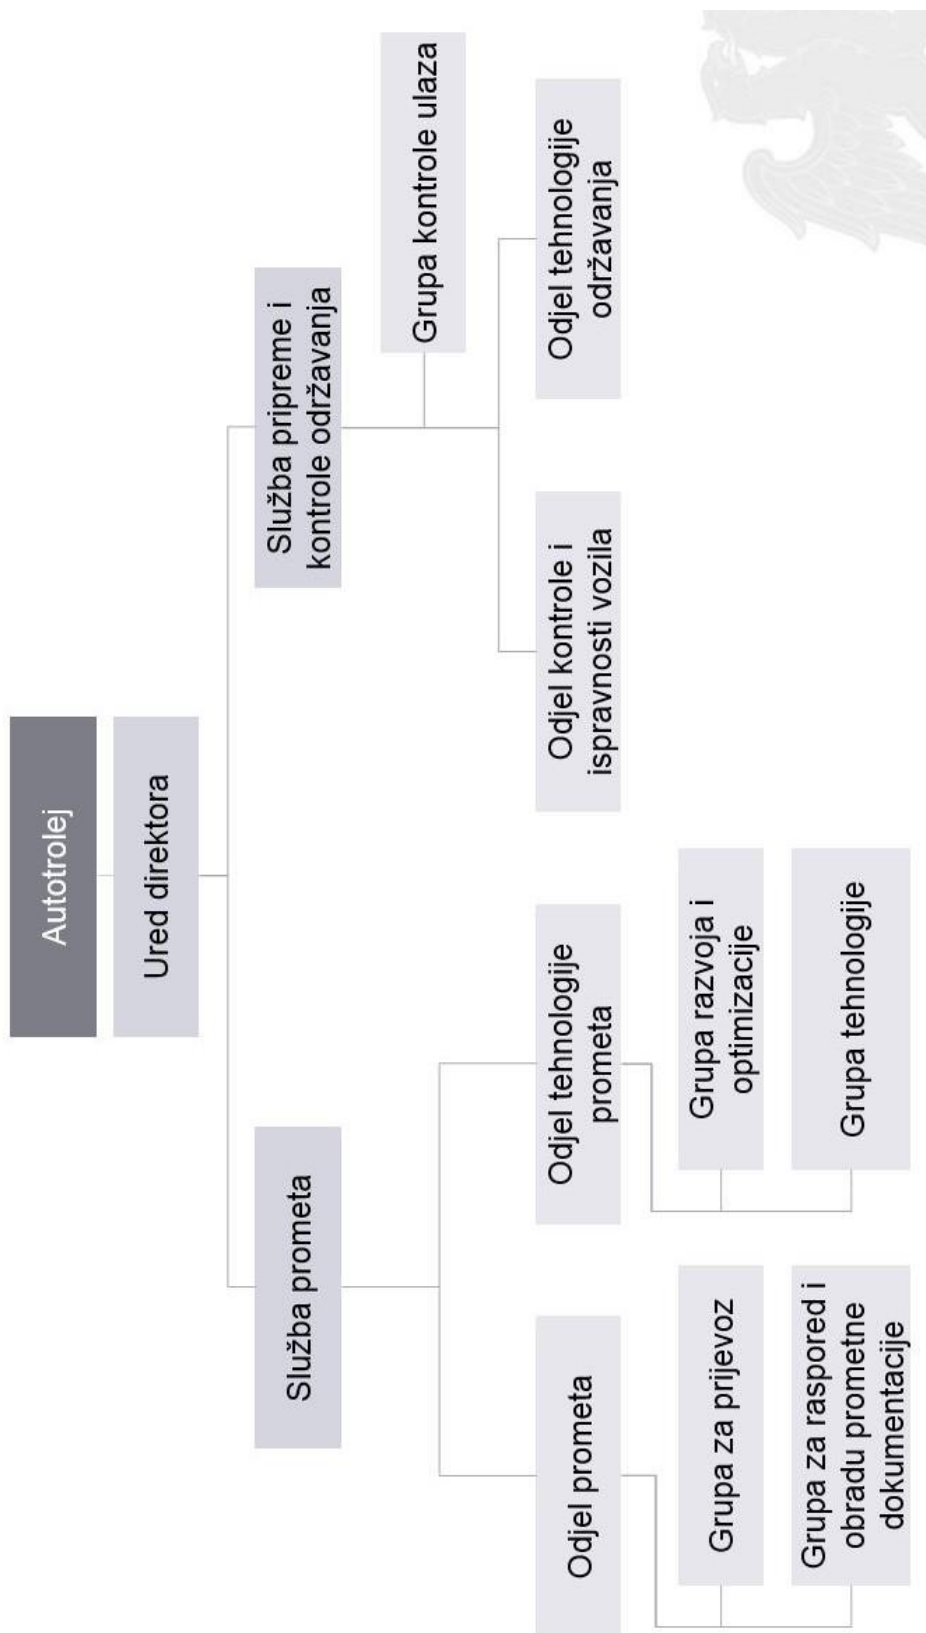 Autotrolej
Ured direktora
Služba prometa
Služba pripreme i
kontrole održavanja
Grupa kontrole ulaza
Odjel prometa
Odjel tehnologije
prometa
Odjel kontrole i
ispravnosti vozila
Odjel tehnologije
održavanja
Grupa za prijevoz
Grupa razvoja i
optimizacije
Grupa za raspored i
obradu prometne
dokumentacije
Grupa tehnologije